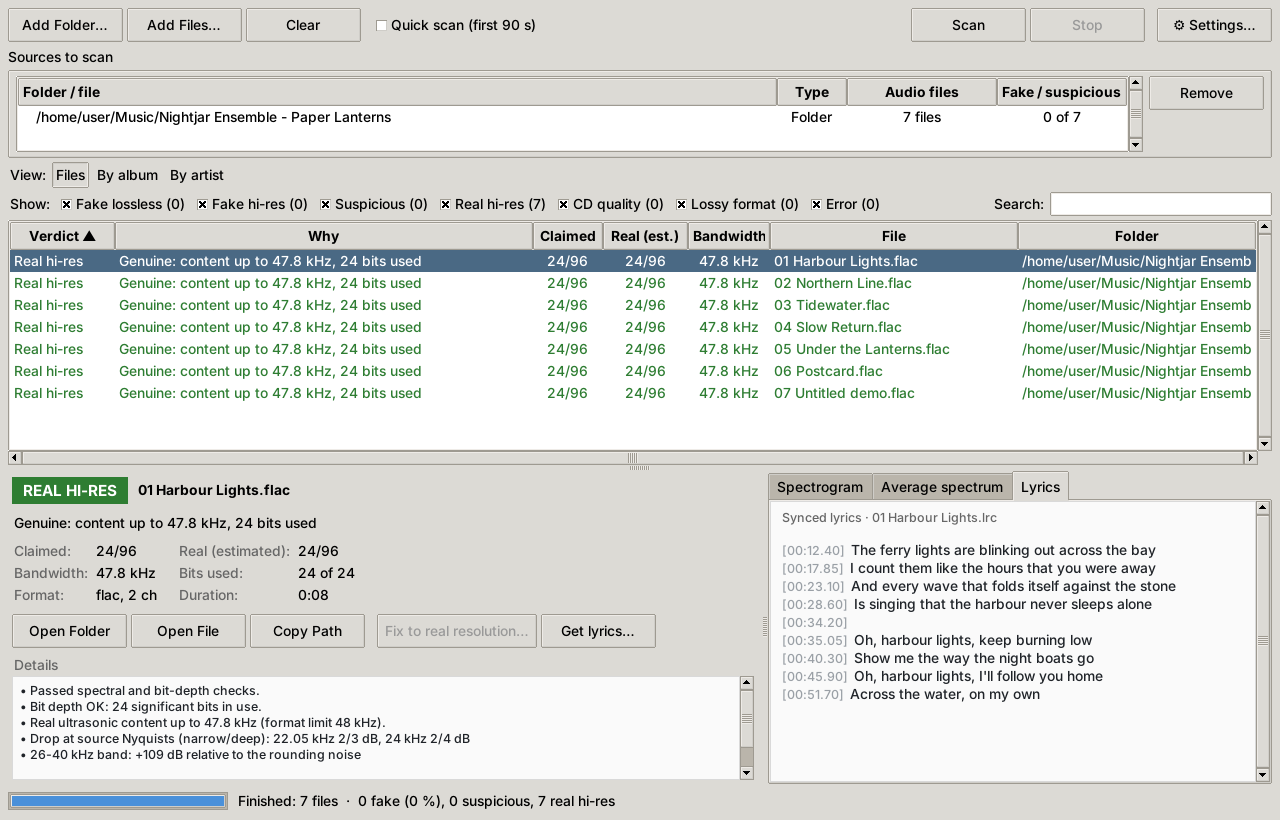 Add Folder... Add Files... Clear Quick scan (first 90 s) Scan Stop ⚙ Settings...
Sources to scan
Folder / file Type Audio files Fake / suspicious Remove
/home/user/Music/Nightjar Ensemble - Paper Lanterns Folder 7 files 0 of 7
View: Files By album By artist
Show: Fake lossless (0) Fake hi-res (0) Suspicious (0) Real hi-res (7) CD quality (0) Lossy format (0) Error (0) Search:
Verdict ▲ Why Claimed Real (est.) Bandwidth File Folder
Real hi-res Genuine: content up to 47.8 kHz, 24 bits used 24/96 24/96 47.8 kHz 01 Harbour Lights.flac /home/user/Music/Nightjar Ensemb
Real hi-res Genuine: content up to 47.8 kHz, 24 bits used 24/96 24/96 47.8 kHz 02 Northern Line.flac /home/user/Music/Nightjar Ensemb
Real hi-res Genuine: content up to 47.8 kHz, 24 bits used 24/96 24/96 47.8 kHz 03 Tidewater.flac /home/user/Music/Nightjar Ensemb
Real hi-res Genuine: content up to 47.8 kHz, 24 bits used 24/96 24/96 47.8 kHz 04 Slow Return.flac /home/user/Music/Nightjar Ensemb
Real hi-res Genuine: content up to 47.8 kHz, 24 bits used 24/96 24/96 47.8 kHz 05 Under the Lanterns.flac /home/user/Music/Nightjar Ensemb
Real hi-res Genuine: content up to 47.8 kHz, 24 bits used 24/96 24/96 47.8 kHz 06 Postcard.flac /home/user/Music/Nightjar Ensemb
Real hi-res Genuine: content up to 47.8 kHz, 24 bits used 24/96 24/96 47.8 kHz 07 Untitled demo.flac /home/user/Music/Nightjar Ensemb
REAL HI-RES 01 Harbour Lights.flac
Genuine: content up to 47.8 kHz, 24 bits used
Claimed: 24/96 Real (estimated): 24/96
Bandwidth: 47.8 kHz Bits used: 24 of 24
Format: flac, 2 ch Duration: 0:08
Open Folder Open File Copy Path Fix to real resolution... Get lyrics...
Details
• Passed spectral and bit-depth checks.
• Bit depth OK: 24 significant bits in use.
• Real ultrasonic content up to 47.8 kHz (format limit 48 kHz).
• Drop at source Nyquists (narrow/deep): 22.05 kHz 2/3 dB, 24 kHz 2/4 dB
• 26-40 kHz band: +109 dB relative to the rounding noise
Spectrogram Average spectrum Lyrics
Synced lyrics · 01 Harbour Lights.lrc
[00:12.40] The ferry lights are blinking out across the bay
[00:17.85] I count them like the hours that you were away
[00:23.10] And every wave that folds itself against the stone
[00:28.60] Is singing that the harbour never sleeps alone
[00:34.20]
[00:35.05] Oh, harbour lights, keep burning low
[00:40.30] Show me the way the night boats go
[00:45.90] Oh, harbour lights, I'll follow you home
[00:51.70] Across the water, on my own
Finished: 7 files · 0 fake (0 %), 0 suspicious, 7 real hi-res